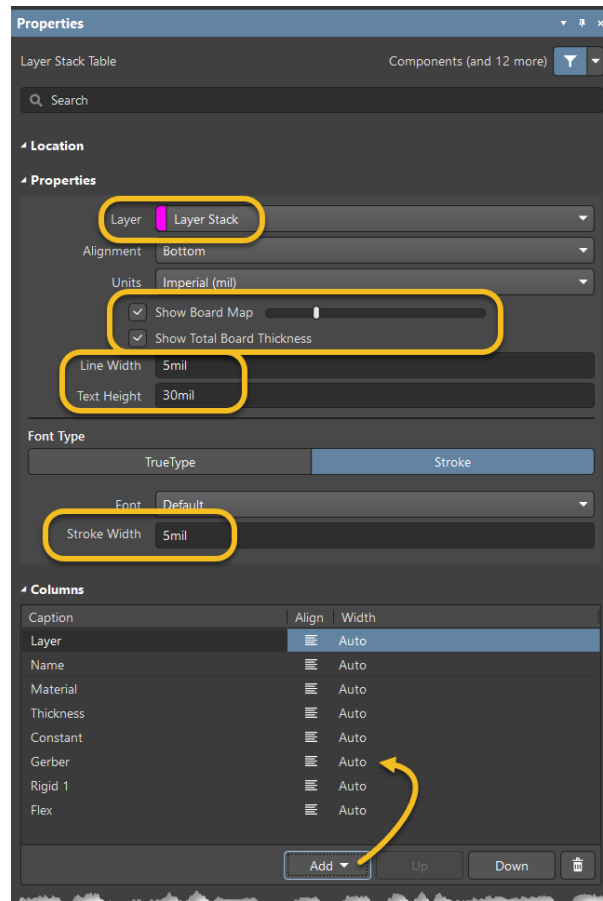 Properties
Layer Stack Table Components (and 12 more)
Search
Location
Properties
Layer Layer Stack
Alignment Bottom
Units Imperial (mil)
Show Board Map
Show Total Board Thickness
Line Width 5mil
Text Height 30mil
Font Type
TrueType Stroke
Font Default
Stroke Width 5mil
Columns
Caption Align Width
Layer Auto
Name Auto
Material Auto
Thickness Auto
Constant Auto
Gerber Auto
Rigid 1 Auto
Flex Auto
Add Up Down